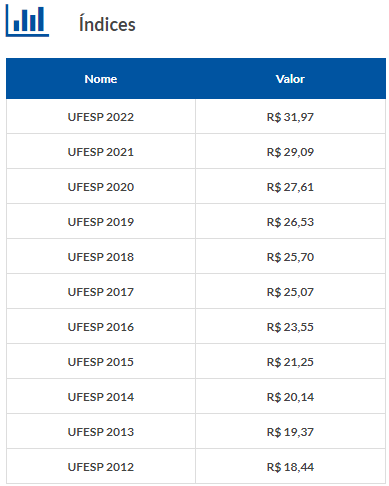 Índices
Nome Valor
UFESP 2022 R$ 31,97
UFESP 2021 R$ 29,09
UFESP 2020 R$ 27,61
UFESP 2019 R$ 26,53
UFESP 2018 R$ 25,70
UFESP 2017 R$ 25,07
UFESP 2016 R$ 23,55
UFESP 2015 R$ 21,25
UFESP 2014 R$ 20,14
UFESP 2013 R$ 19,37
UFESP 2012 R$ 18,44